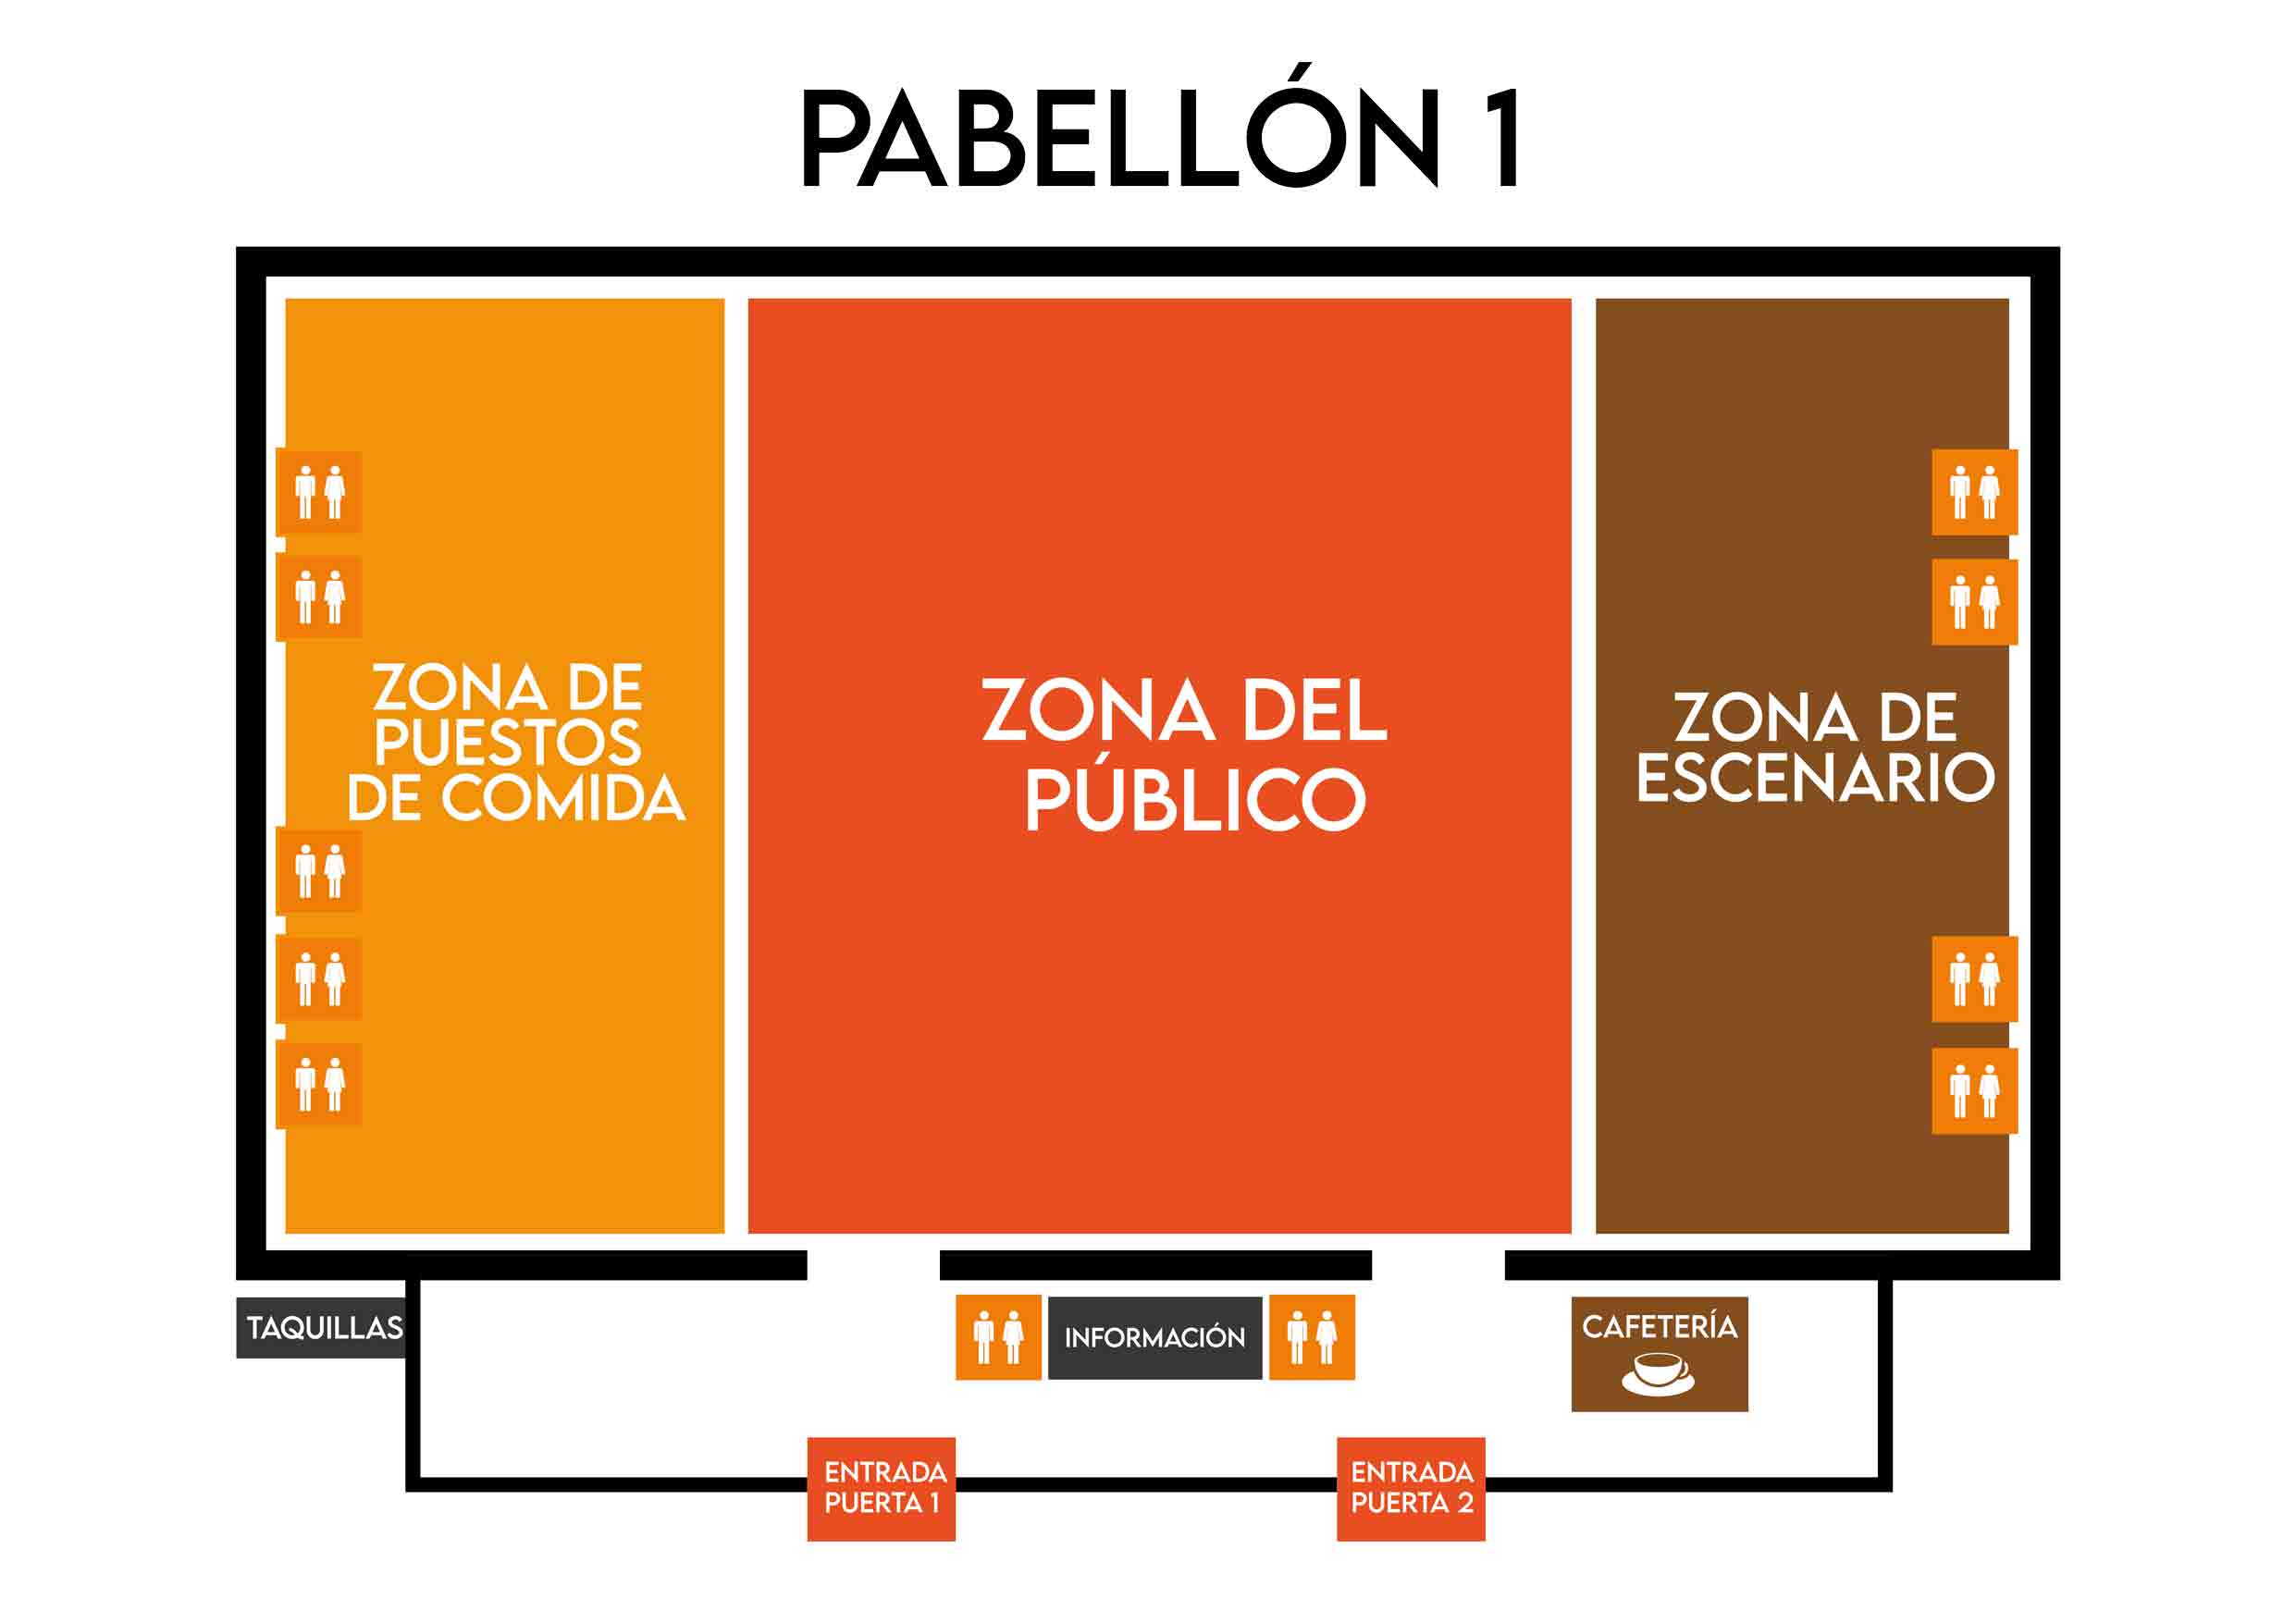 PABELLÓN 1
ZONA DE
PUESTOS
DE COMIDA
ZONA DEL
PÚBLICO
ZONA DE
ESCENARIO
TAQUILLAS
INFORMACIÓN
CAFETERÍA
ENTRADA
PUERTA 1
ENTRADA
PUERTA 2